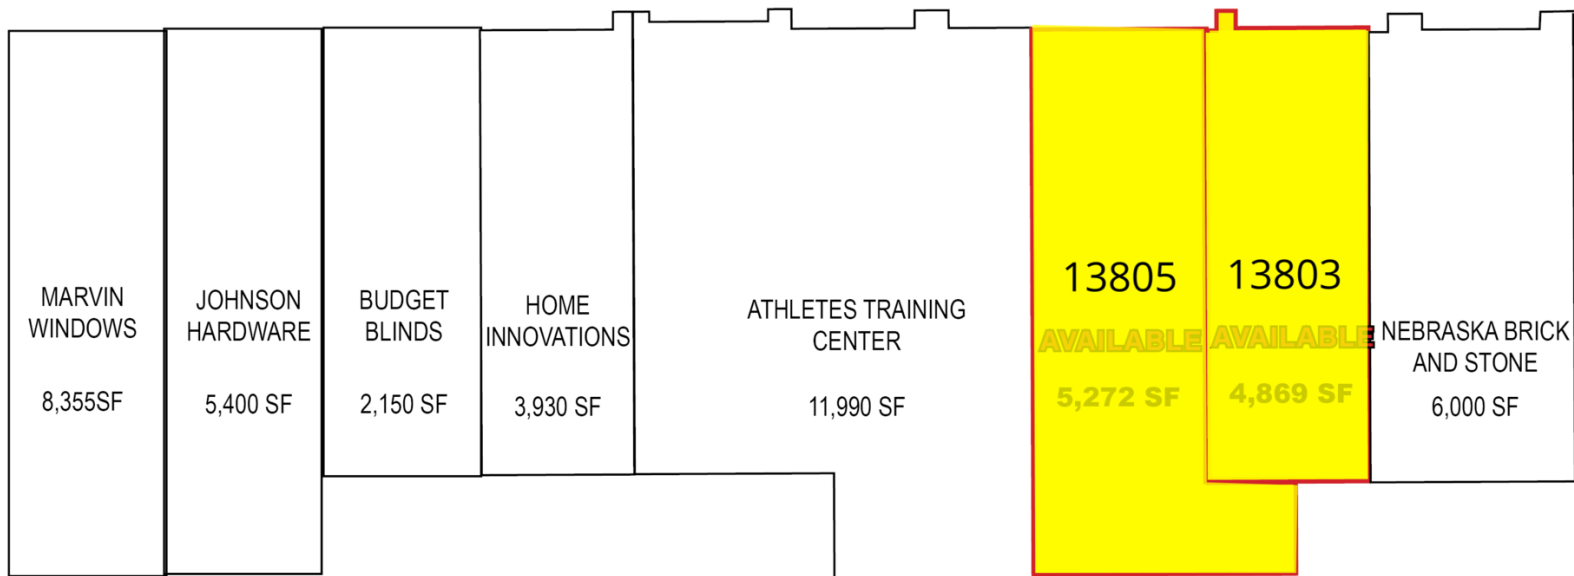 MARVIN
WINDOWS
8,355SF
JOHNSON
HARDWARE
5,400 SF
BUDGET
BLINDS
2,150 SF
HOME
INNOVATIONS
3,930 SF
ATHLETES TRAINING
CENTER
11,990 SF
13805
AVAILABLE
5,272 SF
13803
AVAILABLE
4,869 SF
NEBRASKA BRICK
AND STONE
6,000 SF